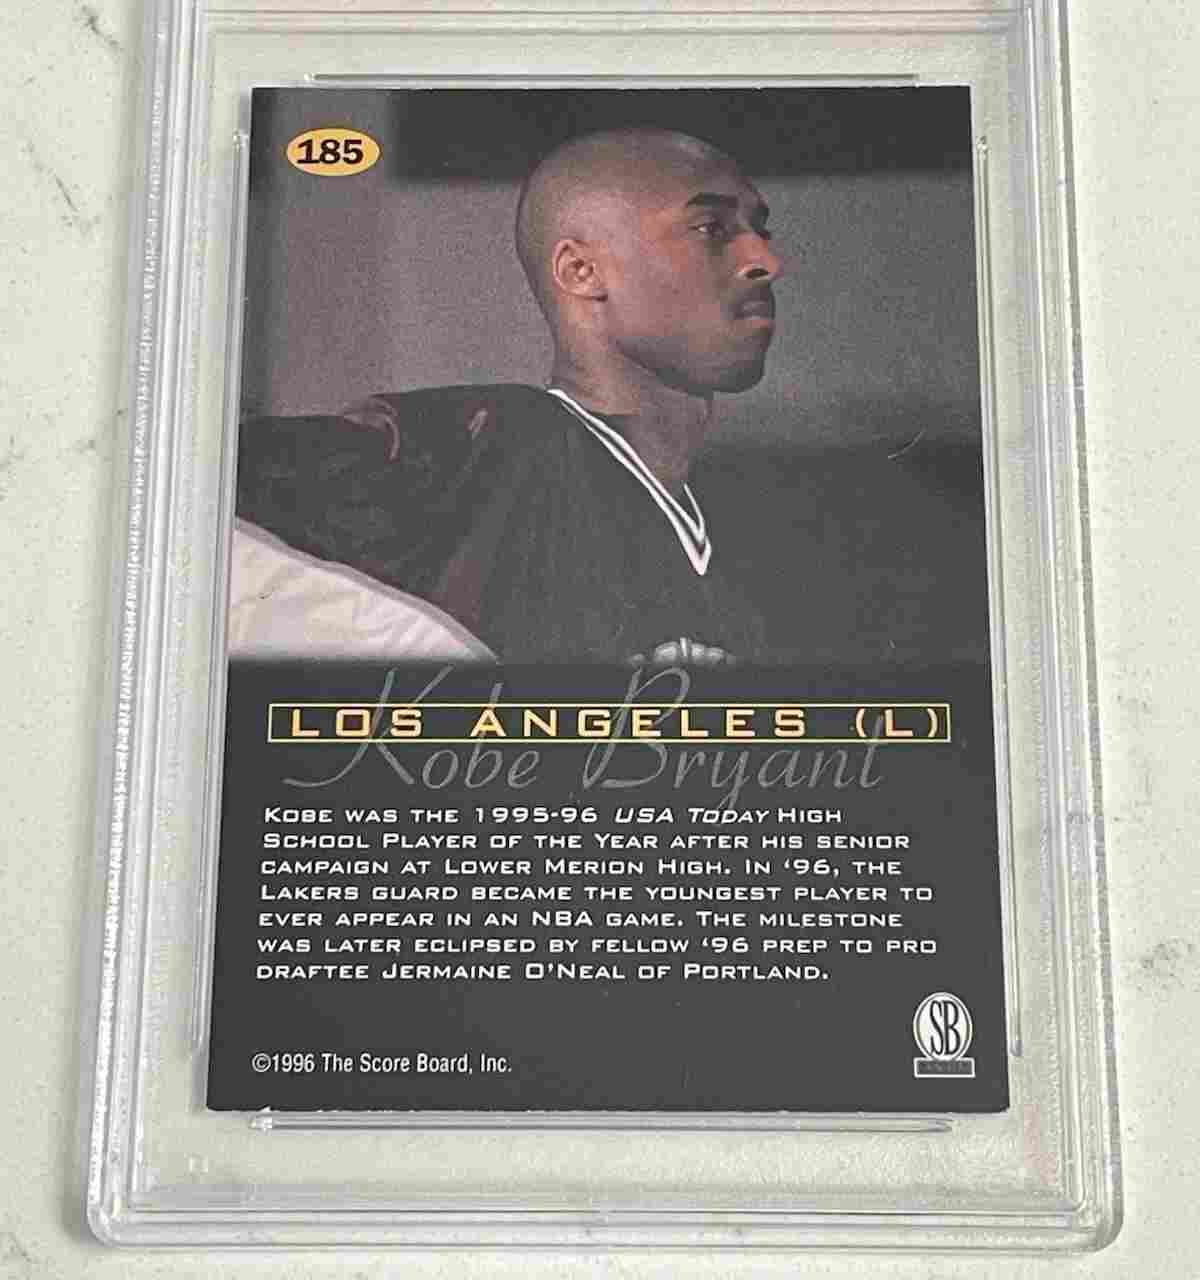 185
LOS ANGELES (L)
Kobe Bryant
KOBE WAS THE 1995-96 USA TODAY HIGH
SCHOOL PLAYER OF THE YEAR AFTER HIS SENIOR
CAMPAIGN AT LOWER MERION HIGH. IN ‘96, THE
LAKERS GUARD BECAME THE YOUNGEST PLAYER TO
EVER APPEAR IN AN NBA GAME. THE MILESTONE
WAS LATER ECLIPSED BY FELLOW ‘96 PREP TO PRO
DRAFTEE JERMAINE O’NEAL OF PORTLAND.
SB
©1996 The Score Board, Inc.